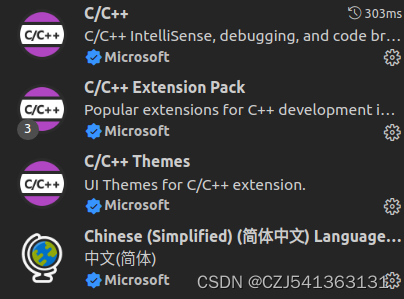 C/C++
C/C++ 303ms
C/C++ IntelliSense, debugging, and code br...
Microsoft
C/C++
3
C/C++ Extension Pack
Popular extensions for C++ development i...
Microsoft
C/C++
C/C++ Themes
UI Themes for C/C++ extension.
Microsoft
Chinese (Simplified) (简体中文) Language...
中文(简体)
Microsoft
CSDN @CZJ541363131